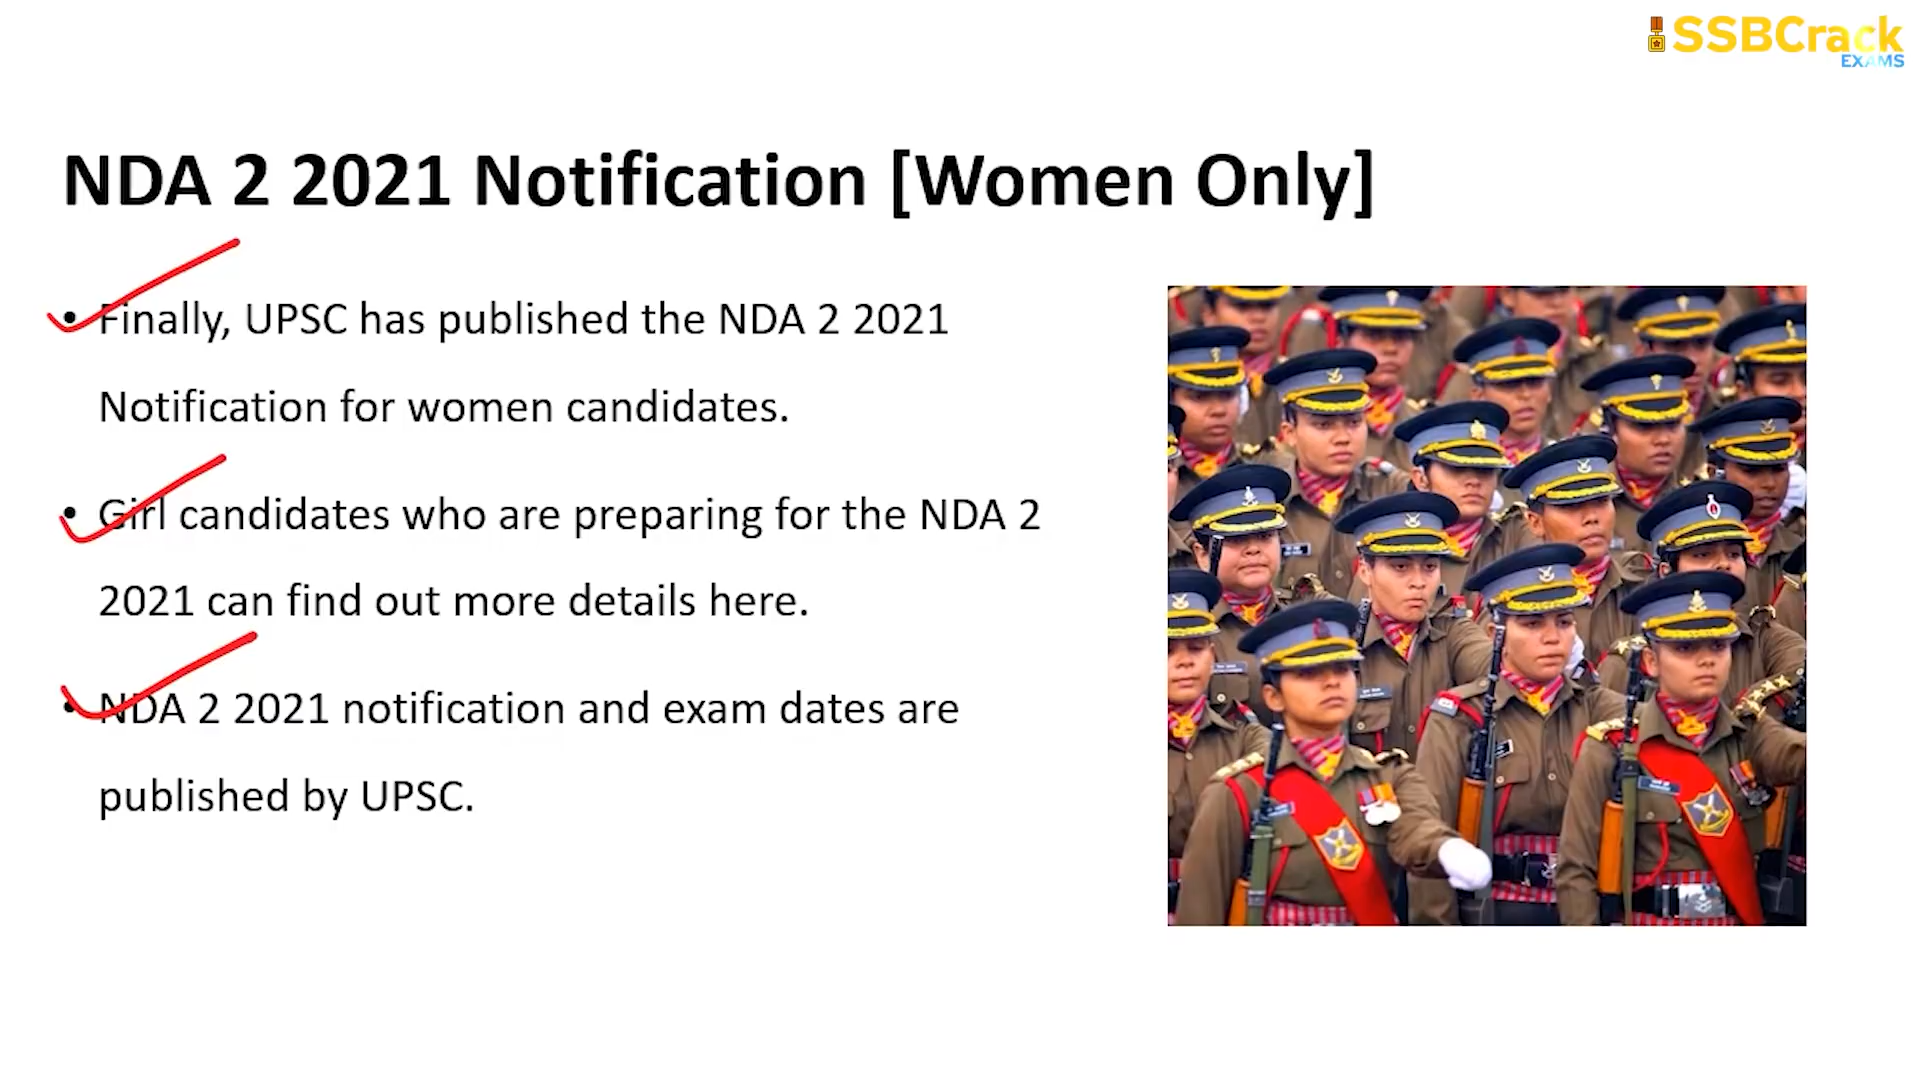 SSBCrack
EXAMS
NDA 2 2021 Notification [Women Only]
• Finally, UPSC has published the NDA 2 2021
Notification for women candidates.
• Girl candidates who are preparing for the NDA 2
2021 can find out more details here.
• NDA 2 2021 notification and exam dates are
published by UPSC.